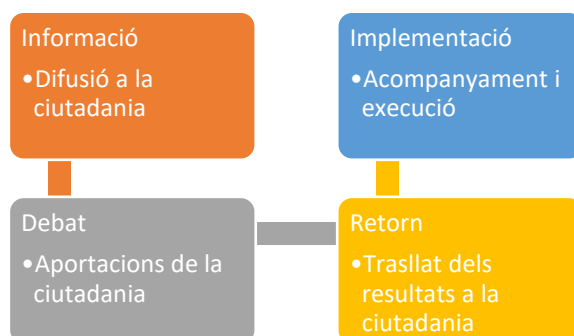 Informació
•Difusió a la
ciutadania
Debat
•Aportacions de la
ciutadania
Retorn
•Trasllat dels
resultats a la
ciutadania
Implementació
•Acompanyament i
execució